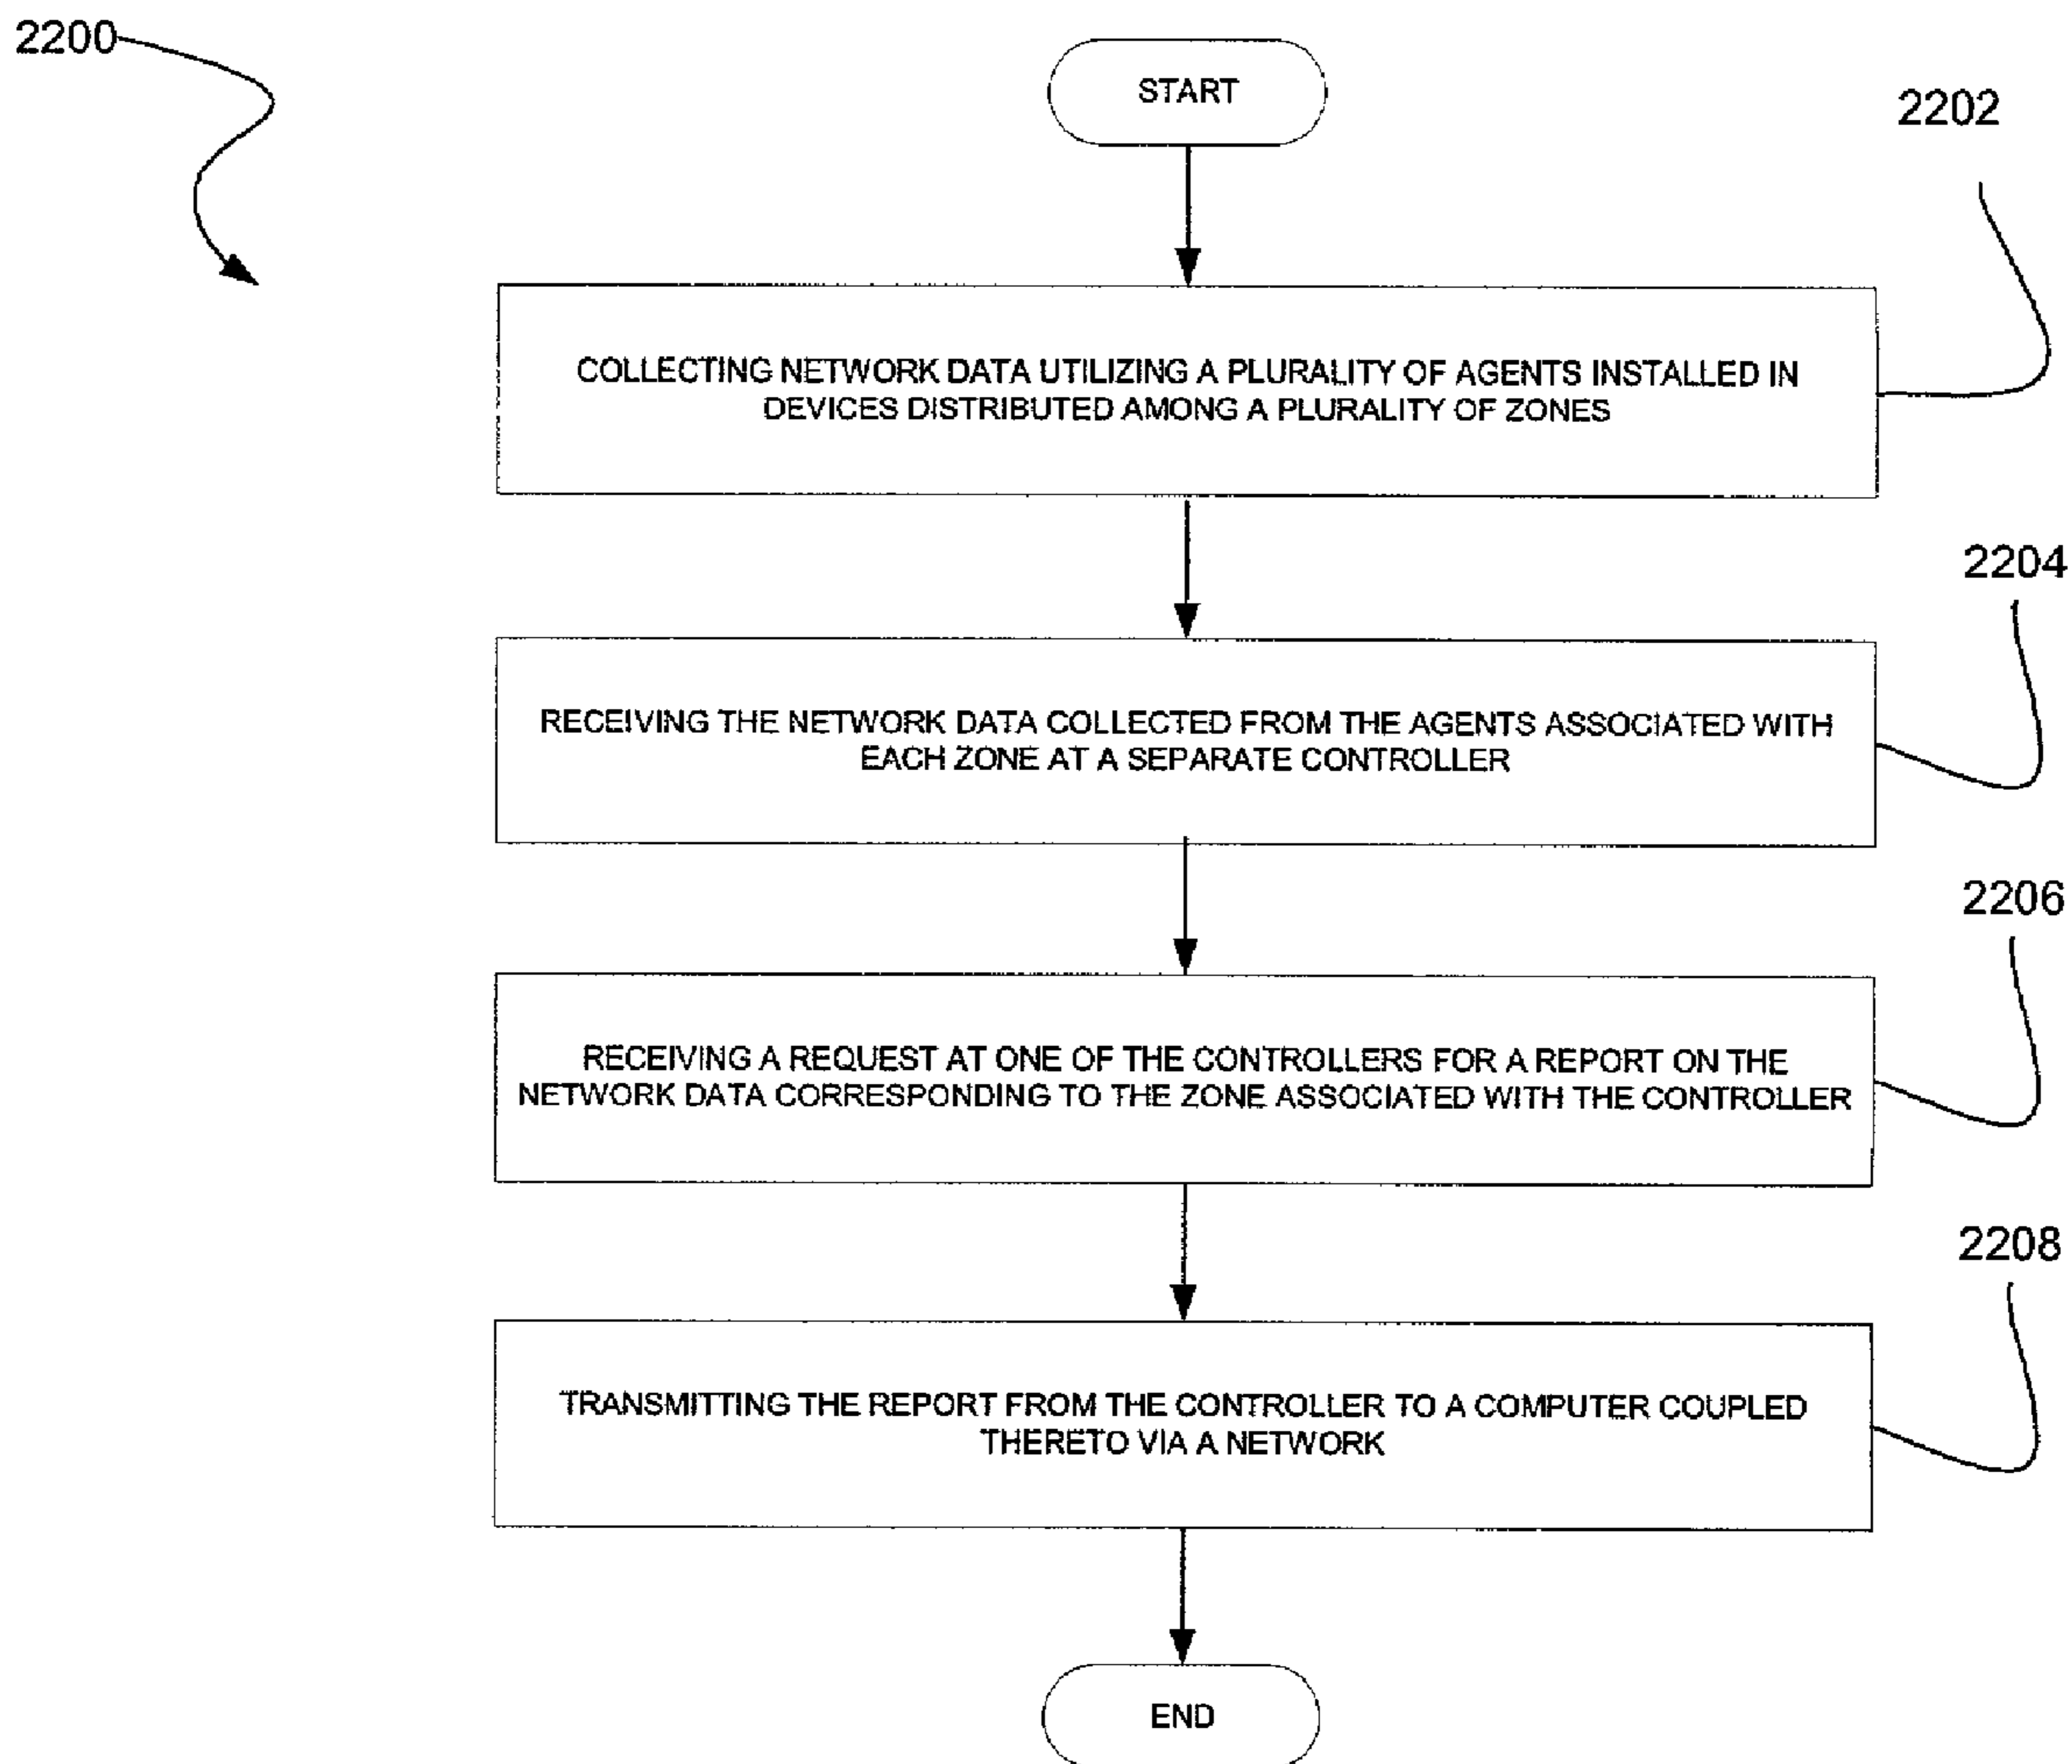 2200
START
2202
COLLECTING NETWORK DATA UTILIZING A PLURALITY OF AGENTS INSTALLED IN
DEVICES DISTRIBUTED AMONG A PLURALITY OF ZONES
2204
RECEIVING THE NETWORK DATA COLLECTED FROM THE AGENTS ASSOCIATED WITH
EACH ZONE AT A SEPARATE CONTROLLER
2206
RECEIVING A REQUEST AT ONE OF THE CONTROLLERS FOR A REPORT ON THE
NETWORK DATA CORRESPONDING TO THE ZONE ASSOCIATED WITH THE CONTROLLER
2208
TRANSMITTING THE REPORT FROM THE CONTROLLER TO A COMPUTER COUPLED
THERETO VIA A NETWORK
END